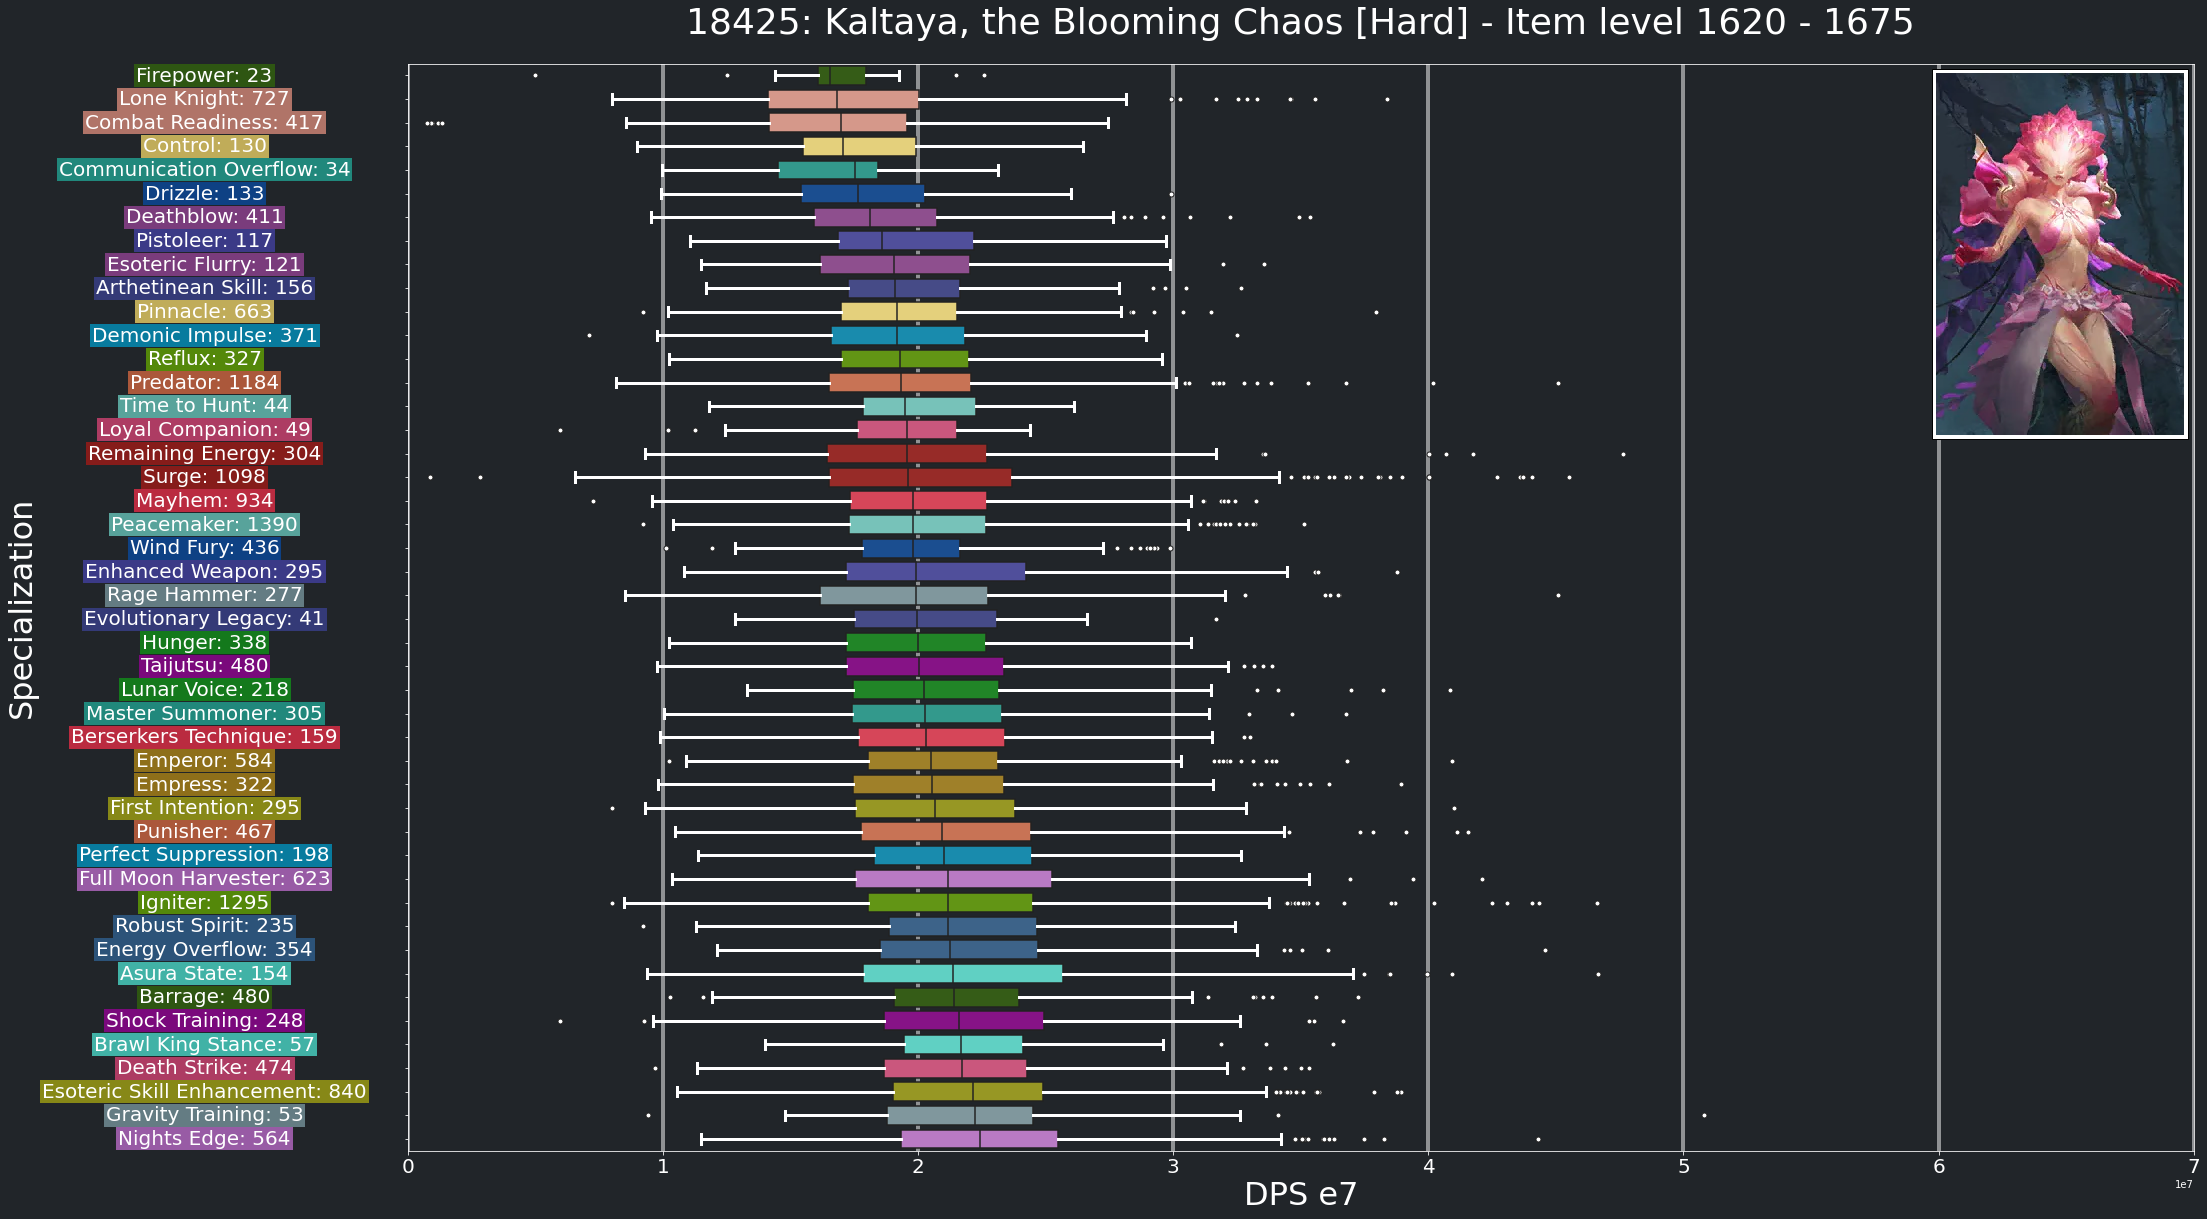 18425: Kaltaya, the Blooming Chaos [Hard] - Item level 1620 - 1675
Firepower: 23
Lone Knight: 727
Combat Readiness: 417
Control: 130
Communication Overflow: 34
Drizzle: 133
Deathblow: 411
Pistoleer: 117
Esoteric Flurry: 121
Arthetinean Skill: 156
Pinnacle: 663
Demonic Impulse: 371
Reflux: 327
Predator: 1184
Time to Hunt: 44
Loyal Companion: 49
Remaining Energy: 304
Surge: 1098
Mayhem: 934
Peacemaker: 1390
Wind Fury: 436
Enhanced Weapon: 295
Rage Hammer: 277
Evolutionary Legacy: 41
Hunger: 338
Taijutsu: 480
Lunar Voice: 218
Master Summoner: 305
Berserkers Technique: 159
Emperor: 584
Empress: 322
First Intention: 295
Punisher: 467
Perfect Suppression: 198
Full Moon Harvester: 623
Igniter: 1295
Robust Spirit: 235
Energy Overflow: 354
Asura State: 154
Barrage: 480
Shock Training: 248
Brawl King Stance: 57
Death Strike: 474
Esoteric Skill Enhancement: 840
Gravity Training: 53
Nights Edge: 564
Specialization
0 1 2 3 4 5 6 7
DPS e7
1e7